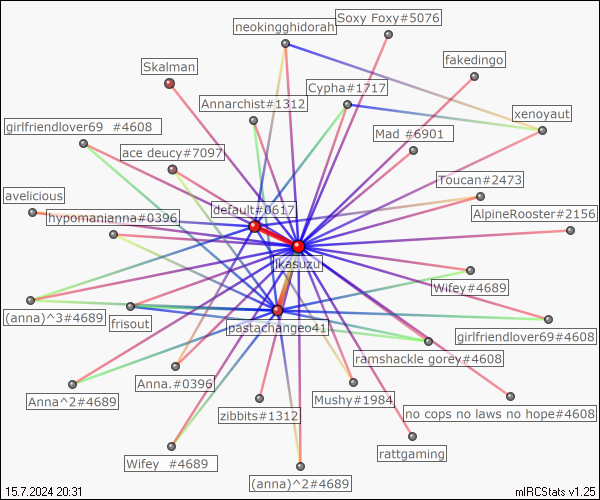 Soxy Foxy#5076
neokingghidorah
fakedingo
Skalman
Cypha#1717
Annarchist#1312
xenoyaut
girlfriendlover69 #4608
Mad #6901
ace deucy#7097
Toucan#2473
avelicious
default#0617
AlpineRooster#2156
hypomanianna#0396
jkasuzu
Wifey#4689
(anna)^3#4689
frisout
pastachangeo41
girlfriendlover69#4608
ramshackle gorey#4608
Anna.#0396
Anna^2#4689
Mushy#1984
zibbits#1312
no cops no laws no hope#4608
rattgaming
Wifey #4689
(anna)^2#4689
15.7.2024 20:31
mIRCStats v1.25